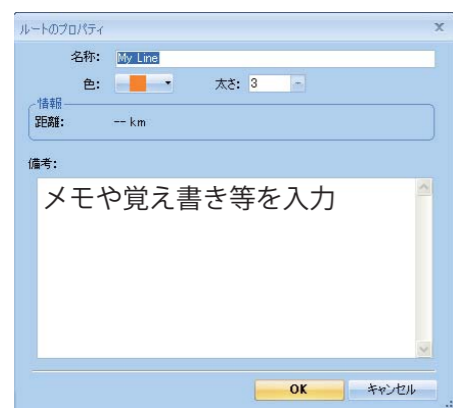 ルートのプロパティ
名称: My Line
色: 太さ: 3
情報
距離: -- km
備考:
メモや覚え書き等を入力
OK キャンセル